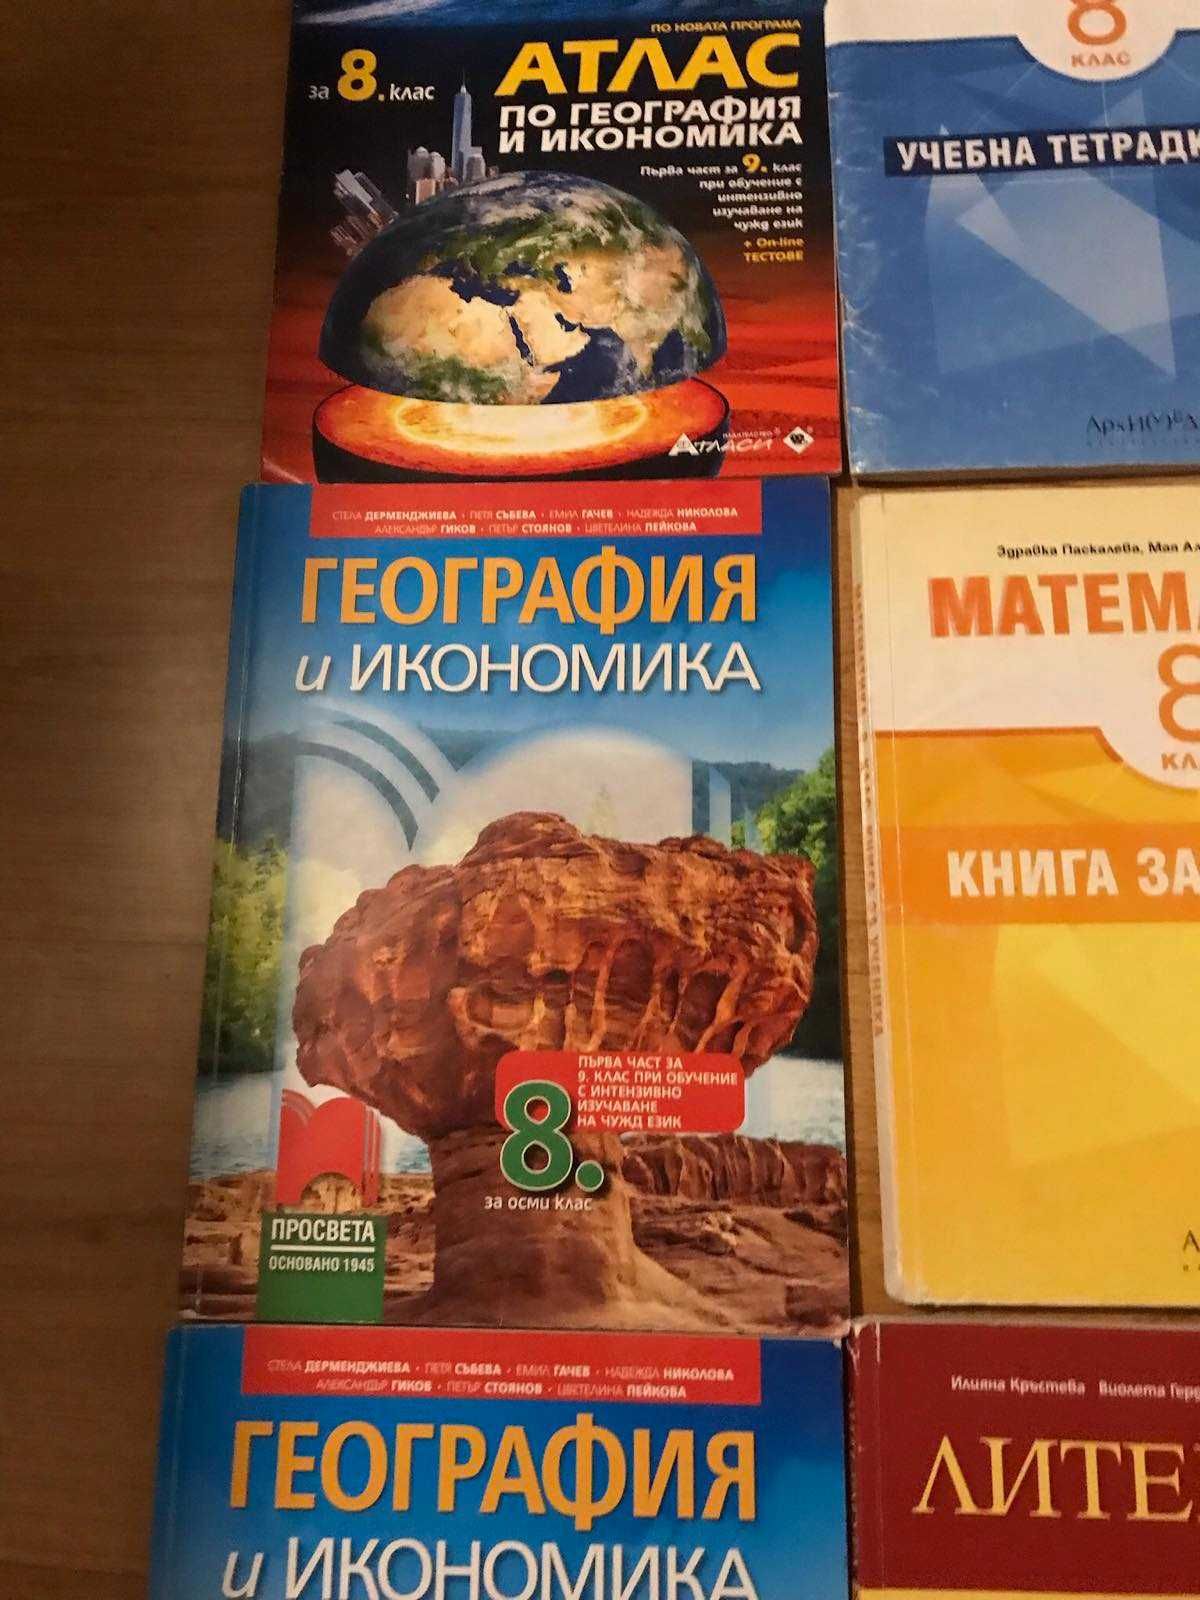 ПО НОВАТА ПРОГРАМА
за 8. клас
АТЛАС
ПО ГЕОГРАФИЯ
И ИКОНОМИКА
Първа част за 9. клас
при обучение с
интензивно
изучаване на
чужд език
+ On-line
ТЕСТОВЕ
АТЛАСИ
8
КЛАС
УЧЕБНА ТЕТРАДК
СТЕЛА ДЕРМЕНДЖИЕВА · ПЕТЯ СЪБЕВА · ЕМИЛ ГАЧЕВ · НАДЕЖДА НИКОЛОВА
АЛЕКСАНДЪР ГИКОВ · ПЕТЪР СТОЯНОВ · ЦВЕТЕЛИНА ПЕЙКОВА
ГЕОГРАФИЯ
и ИКОНОМИКА
ПЪРВА ЧАСТ ЗА
9. КЛАС ПРИ ОБУЧЕНИЕ
С ИНТЕНЗИВНО
ИЗУЧАВАНЕ
НА ЧУЖД ЕЗИК
8.
за осми клас
ПРОСВЕТА
ОСНОВАНО 1945
Здравка Паскалева, Мая Ал
МАТЕМ
8
КЛ
КНИГА ЗА
СТЕЛА ДЕРМЕНДЖИЕВА · ПЕТЯ СЪБЕВА · ЕМИЛ ГАЧЕВ · НАДЕЖДА НИКОЛОВА
АЛЕКСАНДЪР ГИКОВ · ПЕТЪР СТОЯНОВ · ЦВЕТЕЛИНА ПЕЙКОВА
ГЕОГРАФИЯ
и ИКОНОМИКА
Илияна Кръстева Виолета Геро
ЛИТЕ